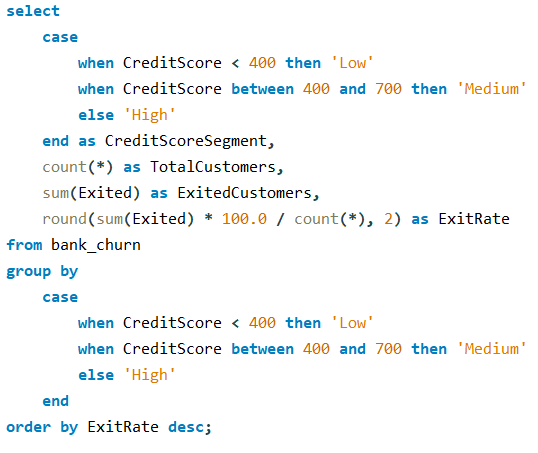 select
    case
        when CreditScore < 400 then 'Low'
        when CreditScore between 400 and 700 then 'Medium'
        else 'High'
    end as CreditScoreSegment,
    count(*) as TotalCustomers,
    sum(Exited) as ExitedCustomers,
    round(sum(Exited) * 100.0 / count(*), 2) as ExitRate
from bank_churn
group by
    case
        when CreditScore < 400 then 'Low'
        when CreditScore between 400 and 700 then 'Medium'
        else 'High'
    end
order by ExitRate desc;